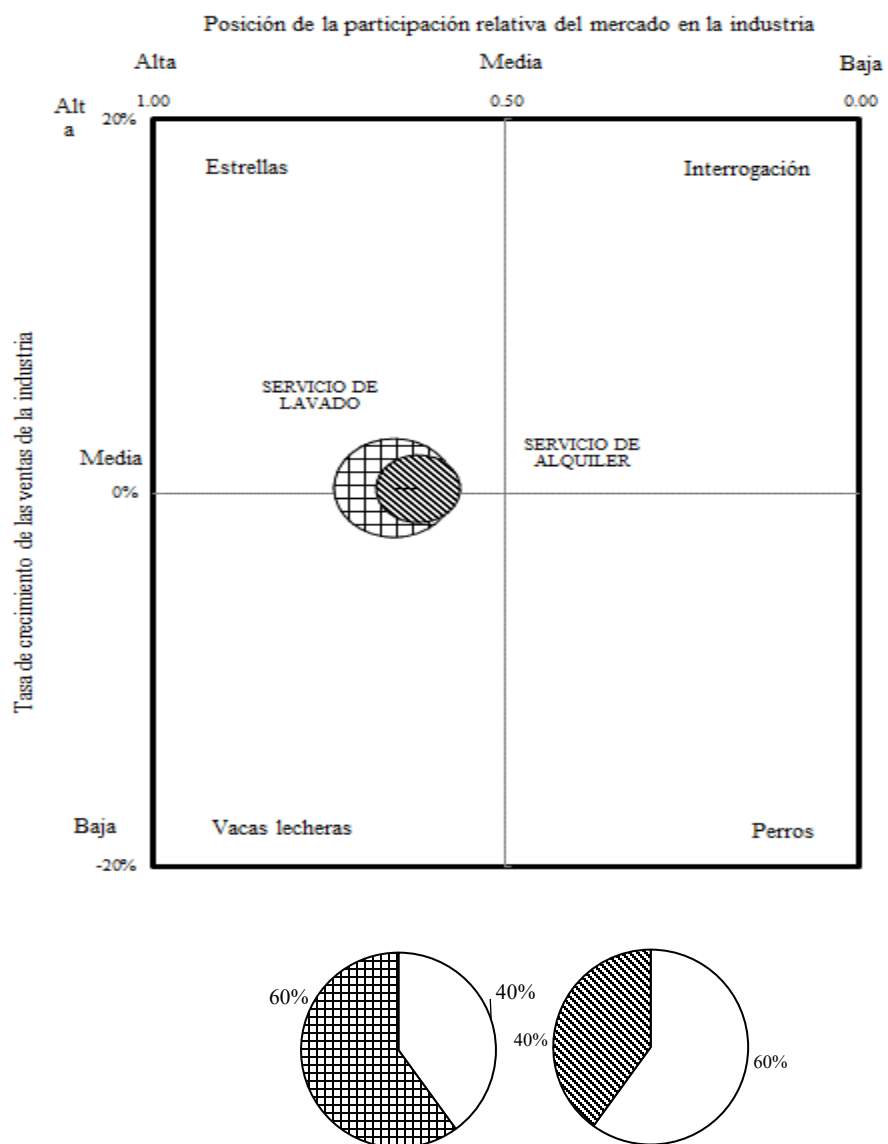 Posición de la participación relativa del mercado en la industria
Alta
Media
Baja
1.00
0.50
0.00
Alt
a
20%
Estrellas
Interrogación
Tasa de crecimiento de las ventas de la industria
SERVICIO DE
LAVADO
SERVICIO DE
ALQUILER
Media
0%
Baja
Vacas lecheras
Perros
-20%
60%
40%
40%
60%